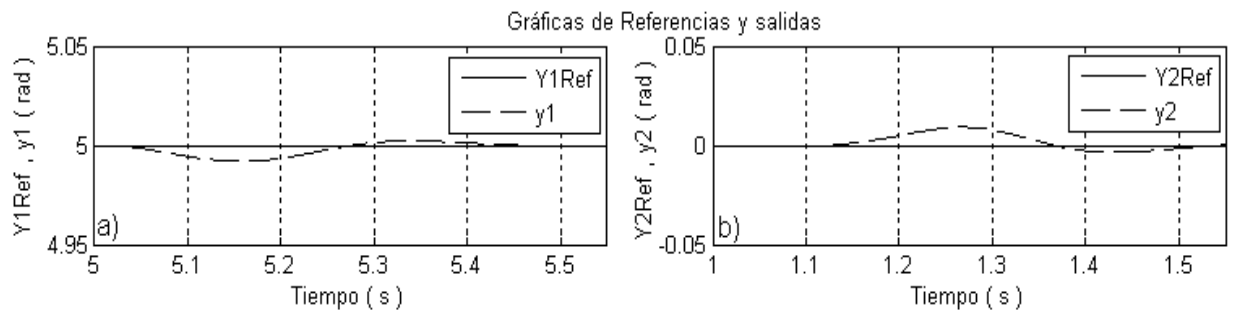 Gráficas de Referencias y salidas
Y1Ref , y1 ( rad )
5.05
5
4.95
a)
Y1Ref
y1
5 5.1 5.2 5.3 5.4 5.5
Tiempo ( s )
Y2Ref , y2 ( rad )
0.05
0
-0.05
b)
Y2Ref
y2
1 1.1 1.2 1.3 1.4 1.5
Tiempo ( s )